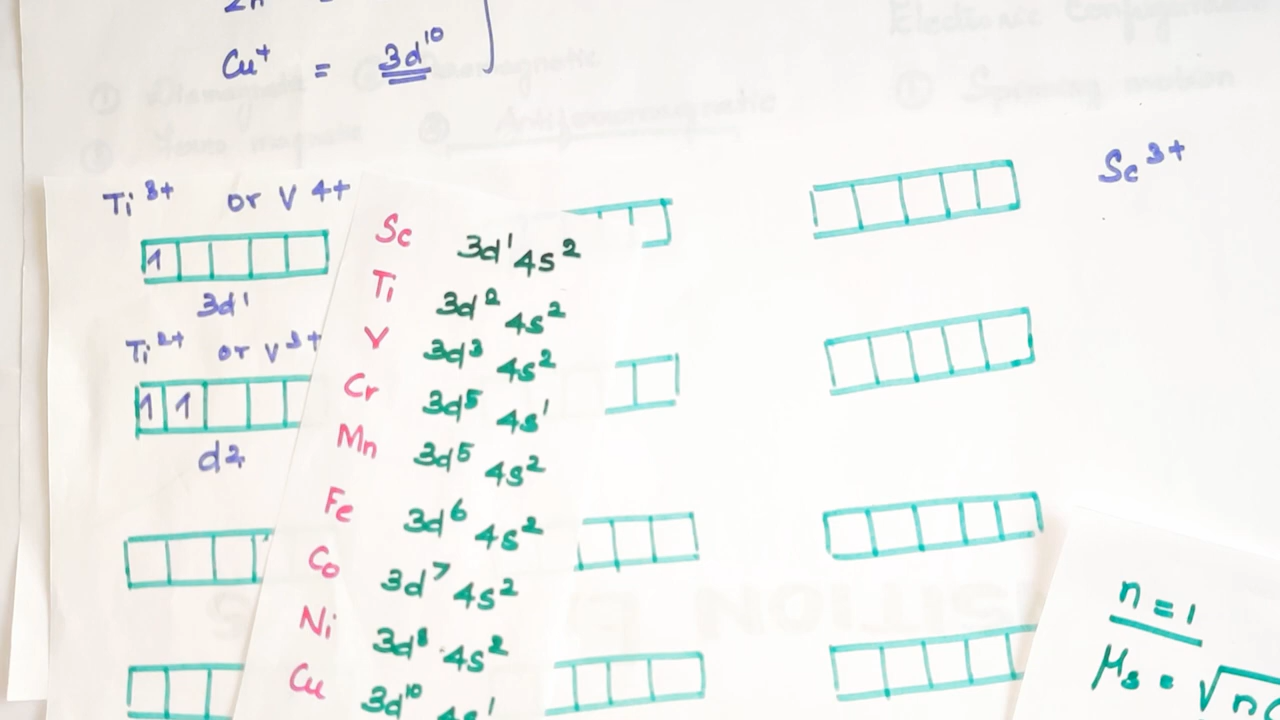 Cu⁺ = 3d¹⁰
Ti³⁺ or V⁴⁺
1
3d¹
Ti²⁺ or V³⁺
1 1
d2
Sc 3d¹ 4s²
Ti 3d² 4s²
V 3d³ 4s²
Cr 3d⁵ 4s¹
Mn 3d⁵ 4s²
Fe 3d⁶ 4s²
Co 3d⁷ 4s²
Ni 3d⁸ 4s²
Cu 3d¹⁰ 4s¹
Sc³⁺
n = 1
μs = √n(